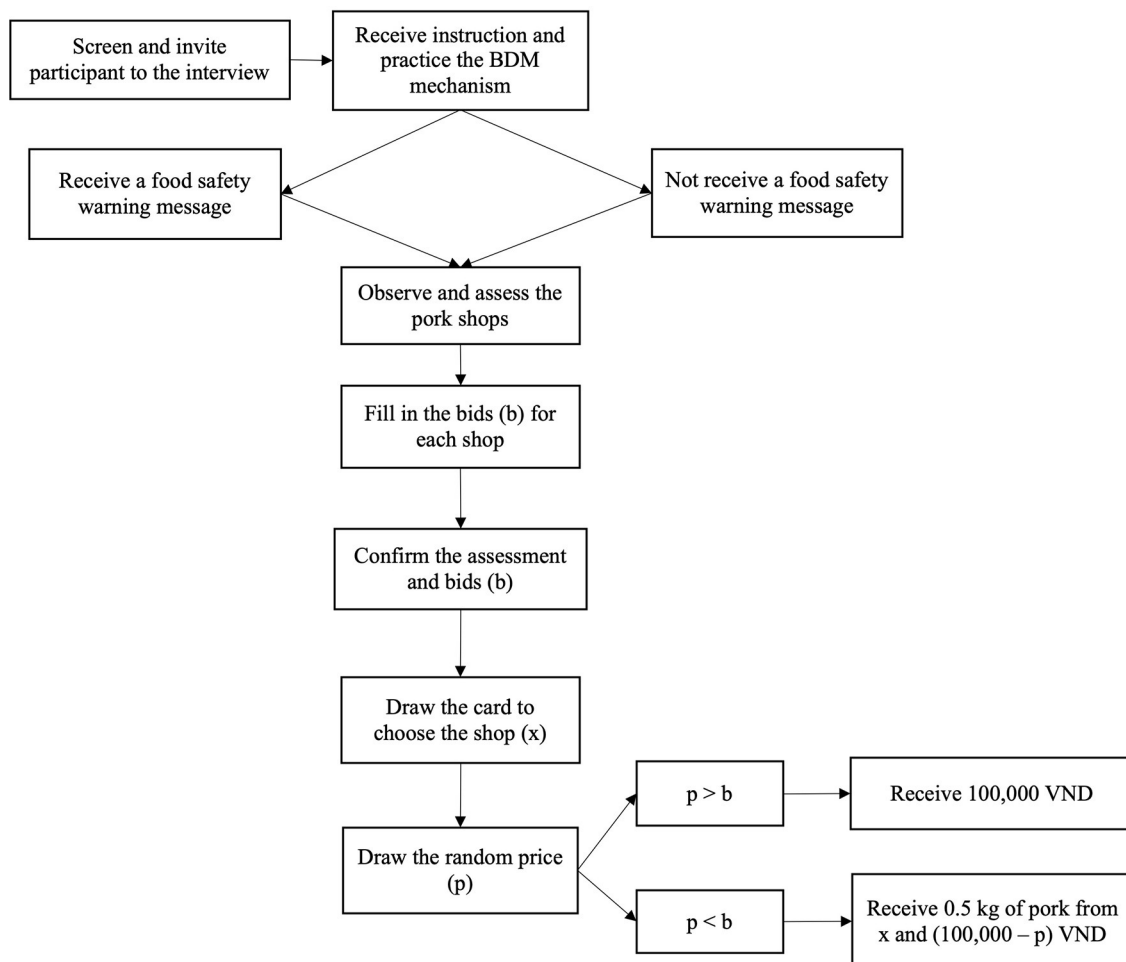 Screen and invite
participant to the interview
Receive instruction and
practice the BDM
mechanism
Receive a food safety
warning message
Not receive a food safety
warning message
Observe and assess the
pork shops
Fill in the bids (b) for
each shop
Confirm the assessment
and bids (b)
Draw the card to
choose the shop (x)
Draw the random price
(p)
p > b
Receive 100,000 VND
p < b
Receive 0.5 kg of pork from
x and (100,000 – p) VND